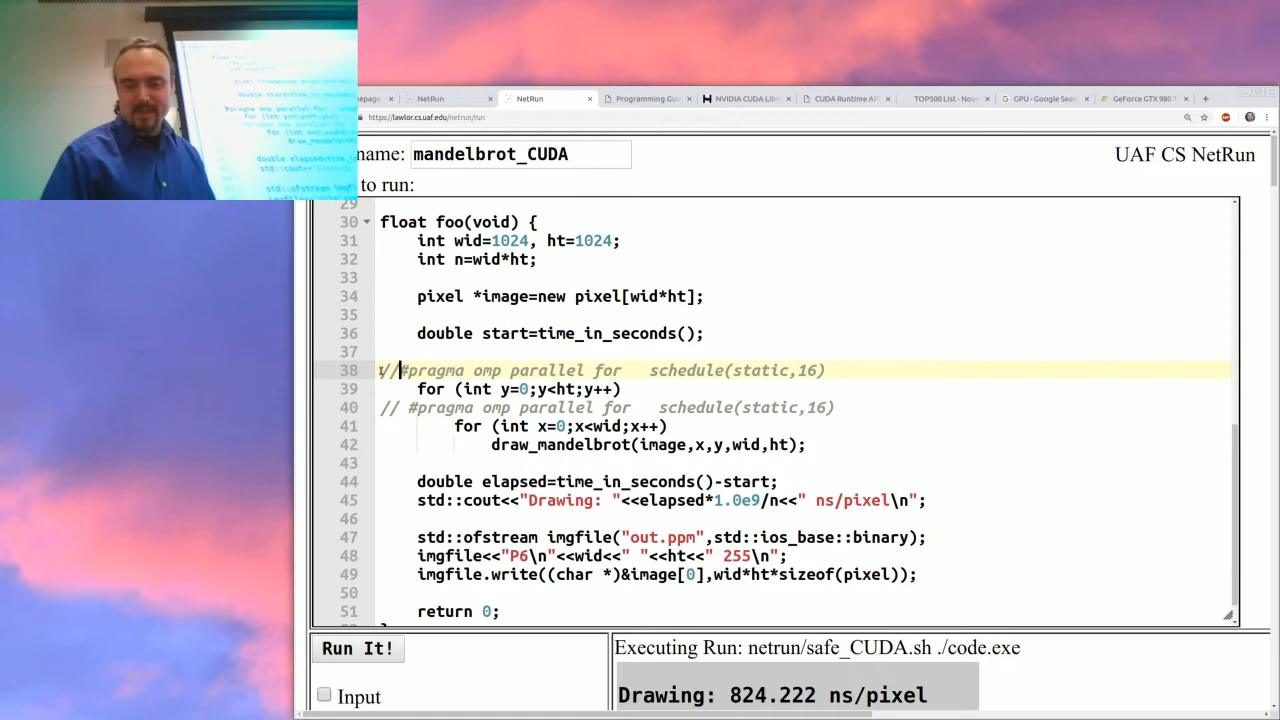 NetRun
NetRun
Programming Gui
NVIDIA CUDA Libr
CUDA Runtime AP
TOP500 List - Nov
GPU - Google Sear
GeForce GTX 980 T
https://lawlor.cs.uaf.edu/netrun/run
name: mandelbrot_CUDA
UAF CS NetRun
to run:
29
30 float foo(void) {
31 int wid=1024, ht=1024;
32 int n=wid*ht;
33
34 pixel *image=new pixel[wid*ht];
35
36 double start=time_in_seconds();
37
38 //#pragma omp parallel for   schedule(static,16)
39 for (int y=0;y<ht;y++)
40 // #pragma omp parallel for   schedule(static,16)
41 for (int x=0;x<wid;x++)
42 draw_mandelbrot(image,x,y,wid,ht);
43
44 double elapsed=time_in_seconds()-start;
45 std::cout<<"Drawing: "<<elapsed*1.0e9/n<<" ns/pixel\n";
46
47 std::ofstream imgfile("out.ppm",std::ios_base::binary);
48 imgfile<<"P6\n"<<wid<<" "<<ht<<" 255\n";
49 imgfile.write((char *)&image[0],wid*ht*sizeof(pixel));
50
51 return 0;
Run It!
Input
Executing Run: netrun/safe_CUDA.sh ./code.exe
Drawing: 824.222 ns/pixel